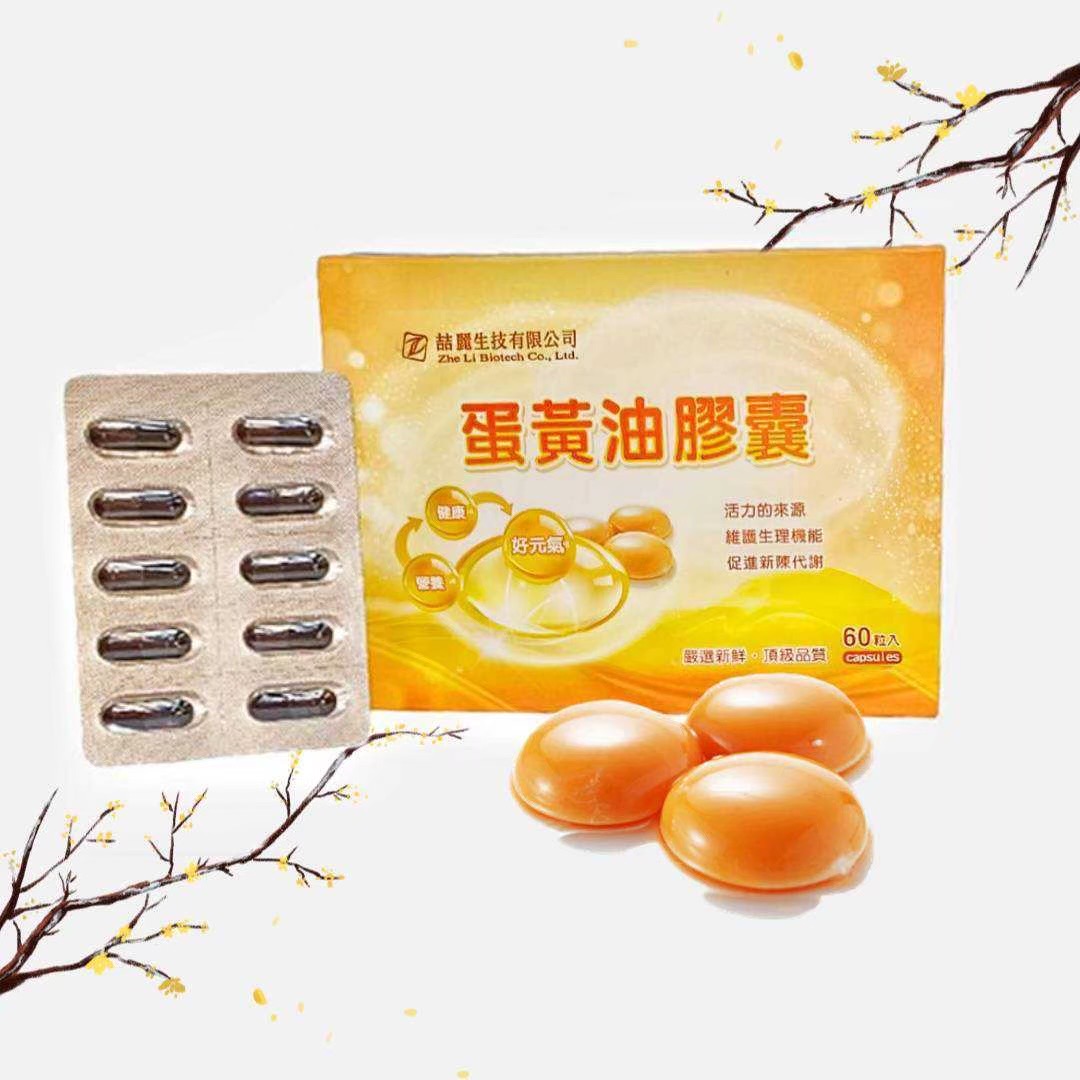 喆麗生技有限公司
Zhe Li Biotech Co., Ltd.
蛋黃油膠囊
健康
好元氣
營養
活力的來源
維護生理機能
促進新陳代謝
嚴選新鮮・頂級品質
60粒入
capsules